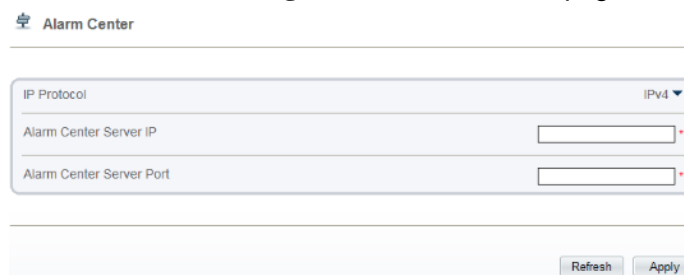 Alarm Center
IP Protocol IPv4
Alarm Center Server IP *
Alarm Center Server Port *
Refresh Apply